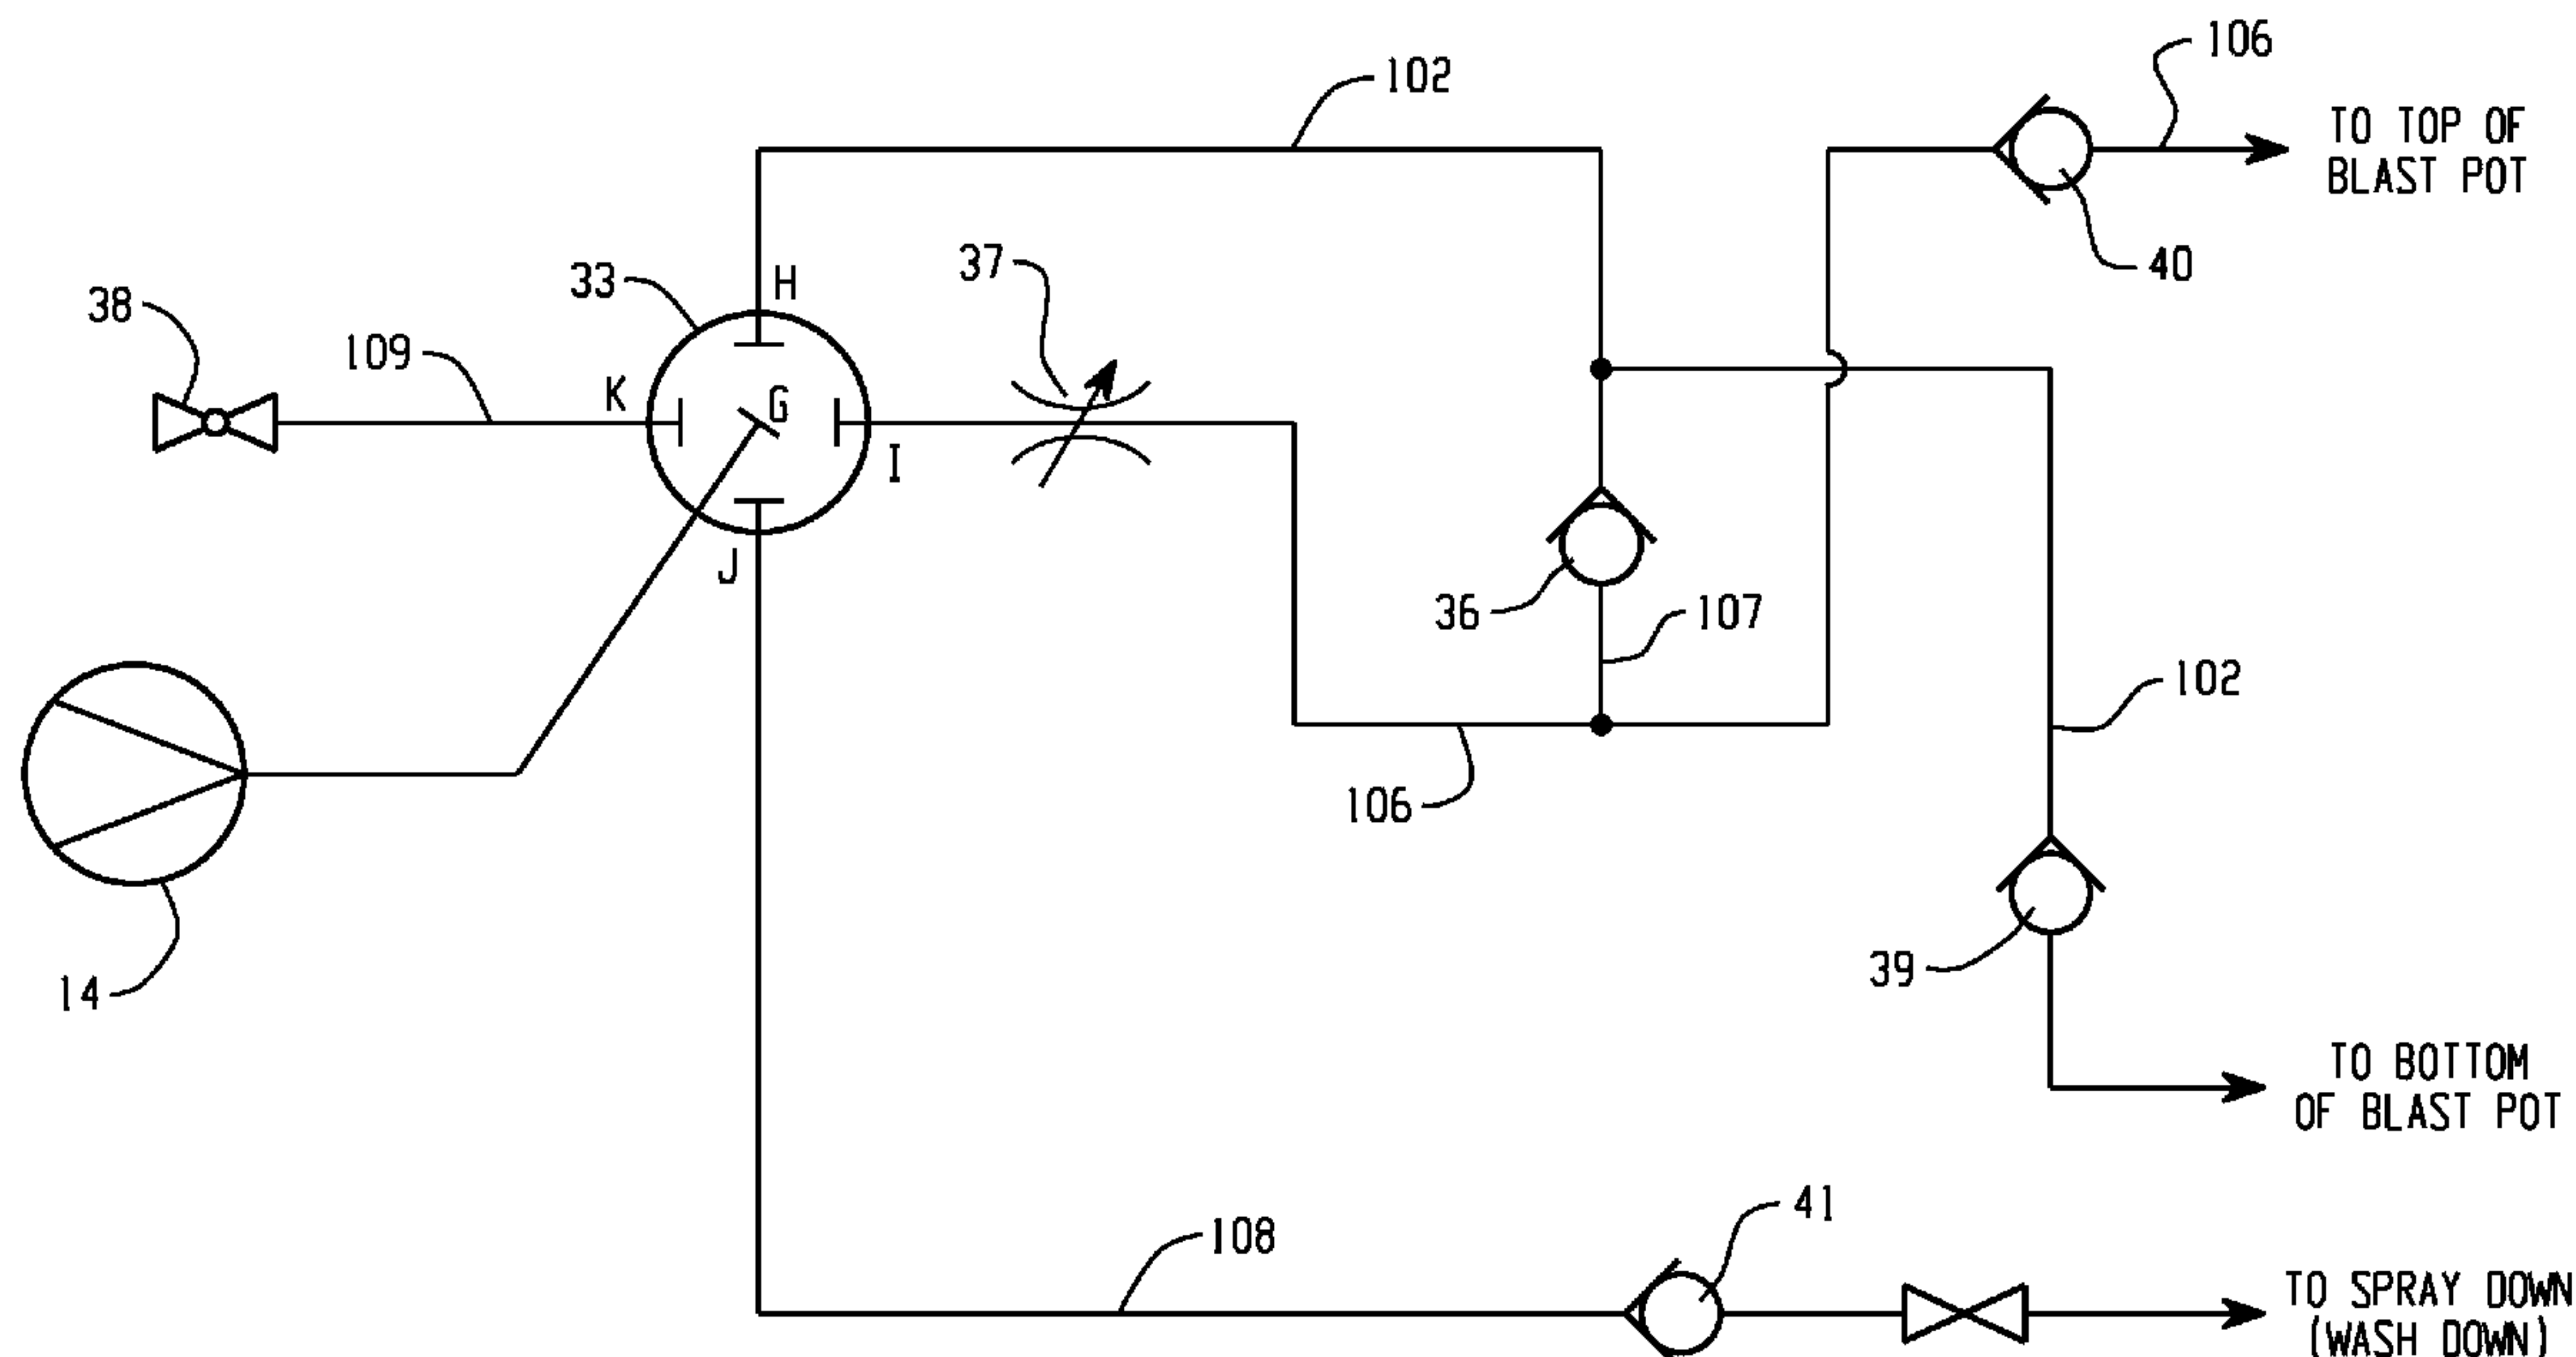 106
102
TO TOP OF
BLAST POT
40
33
H
37
38
109
K
G
I
J
36
107
102
106
14
39
TO BOTTOM
OF BLAST POT
41
108
TO SPRAY DOWN
(WASH DOWN)